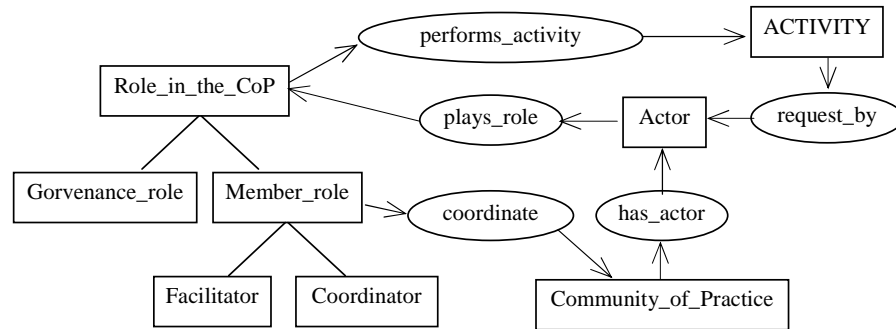 performs_activity
ACTIVITY
Role_in_the_CoP
plays_role
Actor
request_by
Gorvenance_role
Member_role
coordinate
has_actor
Facilitator
Coordinator
Community_of_Practice